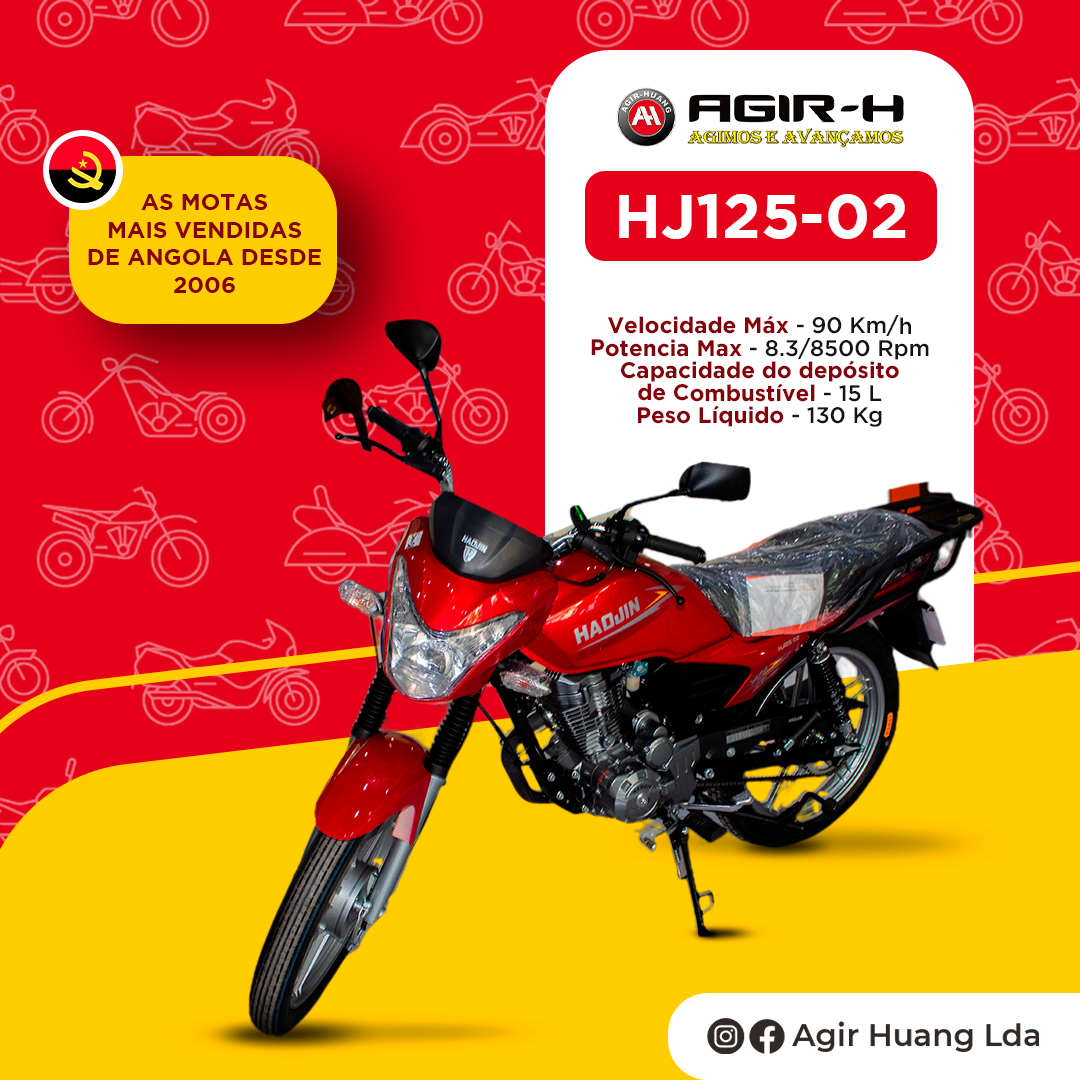 AS MOTAS
MAIS VENDIDAS
DE ANGOLA DESDE
2006
AGIR-HUANG
AH
AGIR-H
AGIMOS E AVANÇAMOS
HJ125-02
Velocidade Máx - 90 Km/h
Potencia Max - 8.3/8500 Rpm
Capacidade do depósito
de Combustível - 15 L
Peso Líquido - 130 Kg
HAOJIN
HAOJIN
Agir Huang Lda